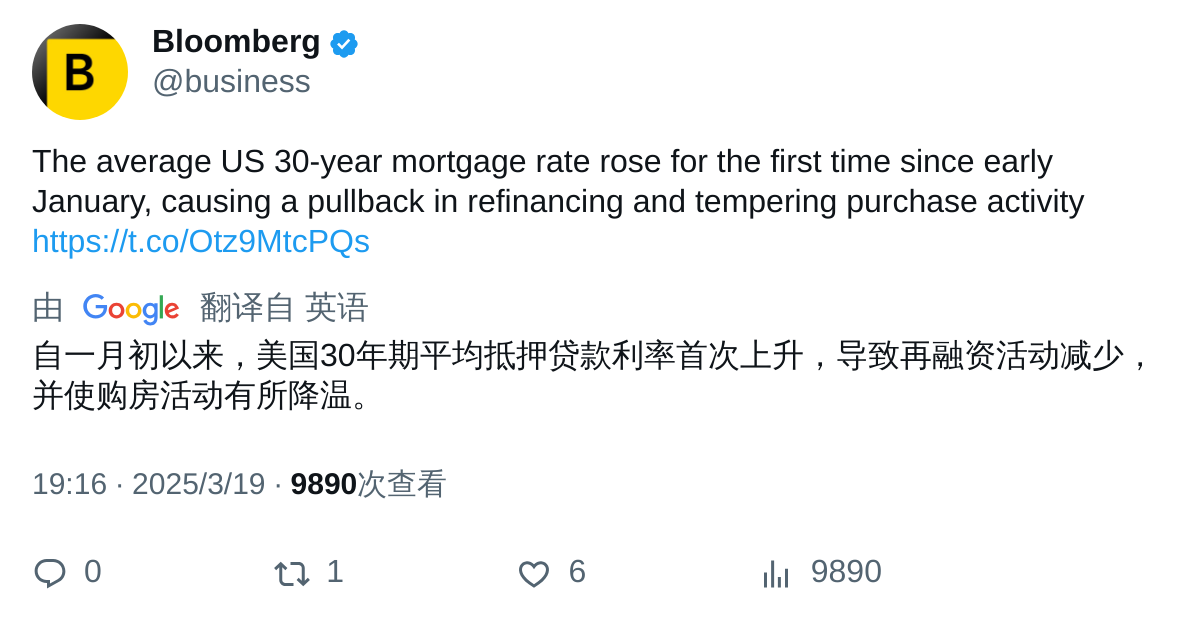 B
Bloomberg
@business
The average US 30-year mortgage rate rose for the first time since early
January, causing a pullback in refinancing and tempering purchase activity
https://t.co/Otz9MtcPQs
由 Google 翻译自 英语
自一月初以来，美国30年期平均抵押贷款利率首次上升，导致再融资活动减少，
并使购房活动有所降温。
19:16 · 2025/3/19 · 9890次查看
0 1 6 9890